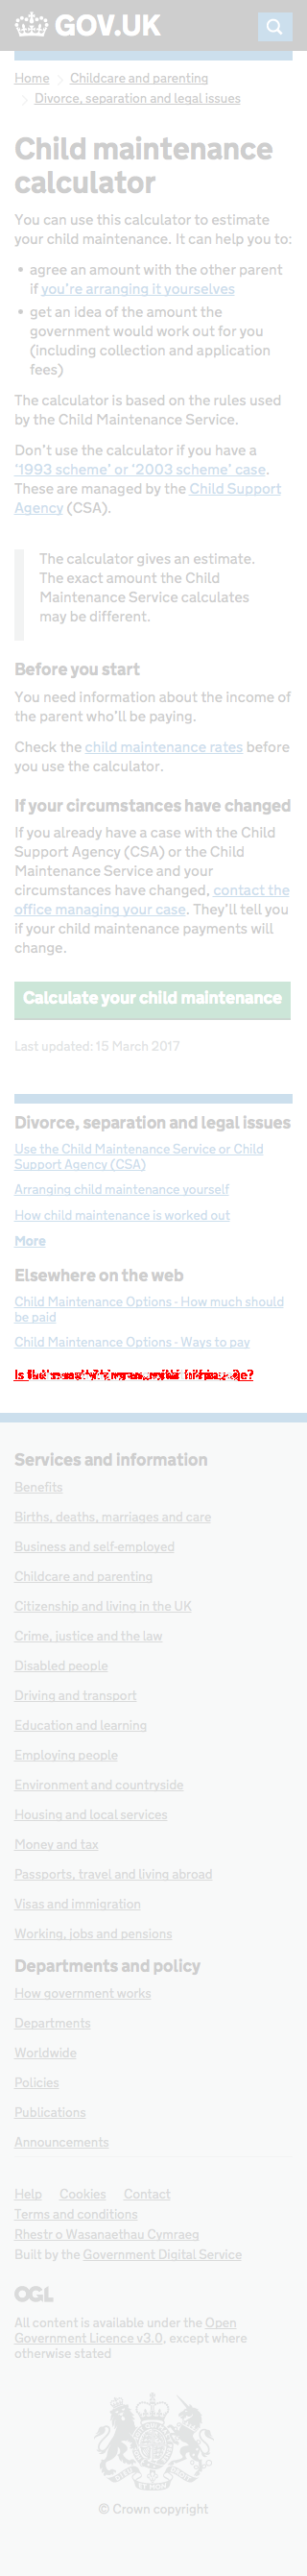 GOV.UK
Home
Childcare and parenting
Divorce, separation and legal issues
Child maintenance
calculator
You can use this calculator to estimate
your child maintenance. It can help you to:
• agree an amount with the other parent
if you're arranging it yourselves
• get an idea of the amount the
government would work out for you
(including collection and application
fees)
The calculator is based on the rules used
by the Child Maintenance Service.
Don't use the calculator if you have a
'1993 scheme' or '2003 scheme' case.
These are managed by the Child Support
Agency (CSA).
The calculator gives an estimate.
The exact amount the Child
Maintenance Service calculates
may be different.
Before you start
You need information about the income of
the parent who'll be paying.
Check the child maintenance rates before
you use the calculator.
If your circumstances have changed
If you already have a case with the Child
Support Agency (CSA) or the Child
Maintenance Service and your
circumstances have changed, contact the
office managing your case. They'll tell you
if your child maintenance payments will
change.
Calculate your child maintenance
Last updated: 15 March 2017
Divorce, separation and legal issues
Use the Child Maintenance Service or Child
Support Agency (CSA)
Arranging child maintenance yourself
How child maintenance is worked out
More
Elsewhere on the web
Child Maintenance Options - How much should
be paid
Child Maintenance Options - Ways to pay
Services and information
Benefits
Births, deaths, marriages and care
Business and self-employed
Childcare and parenting
Citizenship and living in the UK
Crime, justice and the law
Disabled people
Driving and transport
Education and learning
Employing people
Environment and countryside
Housing and local services
Money and tax
Passports, travel and living abroad
Visas and immigration
Working, jobs and pensions
Departments and policy
How government works
Departments
Worldwide
Policies
Publications
Announcements
Help Cookies Contact
Terms and conditions
Rhestr o Wasanaethau Cymraeg
Built by the Government Digital Service
OGL
All content is available under the Open
Government Licence v3.0, except where
otherwise stated
© Crown copyright